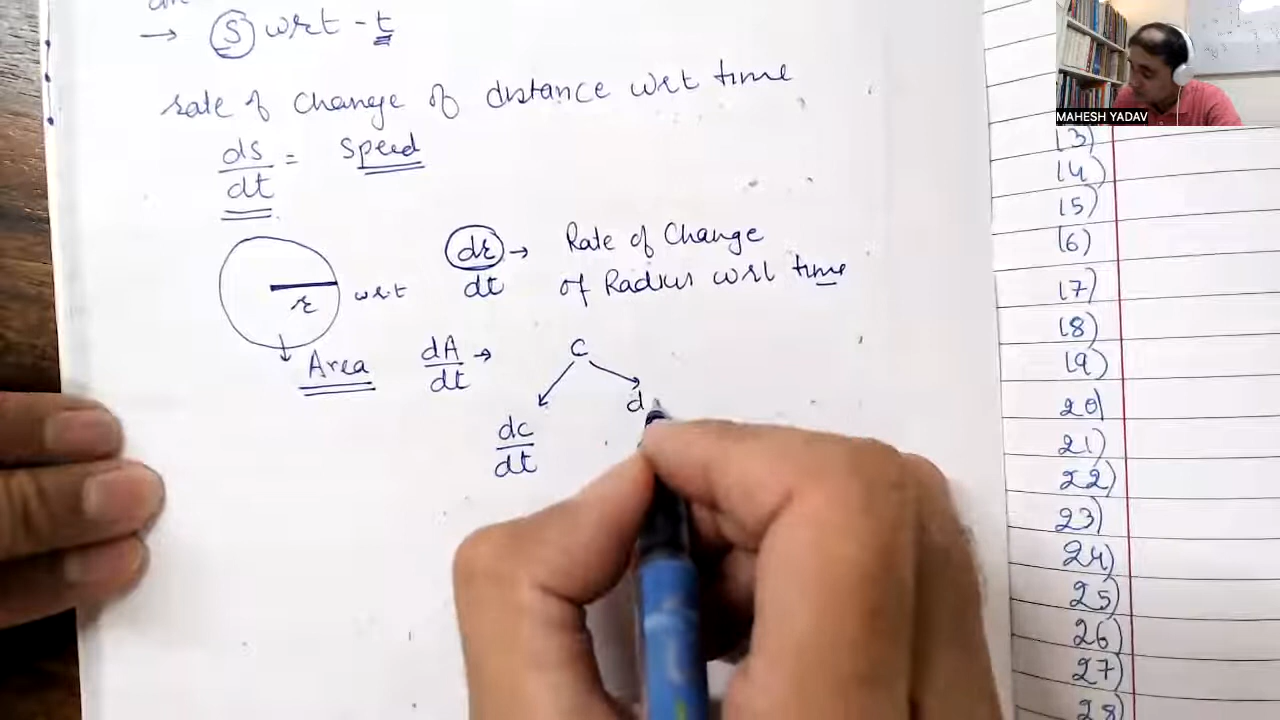 → S wrt - t
rate of change of distance wrt time
ds/dt = Speed
dr/dt → Rate of Change
of Radius wrt time
r wrt
Area dA/dt →
C
dc/dt d
MAHESH YADAV
13)
14)
15)
16)
17)
18)
19)
20)
21)
22)
23)
24)
25)
26)
27)
28)